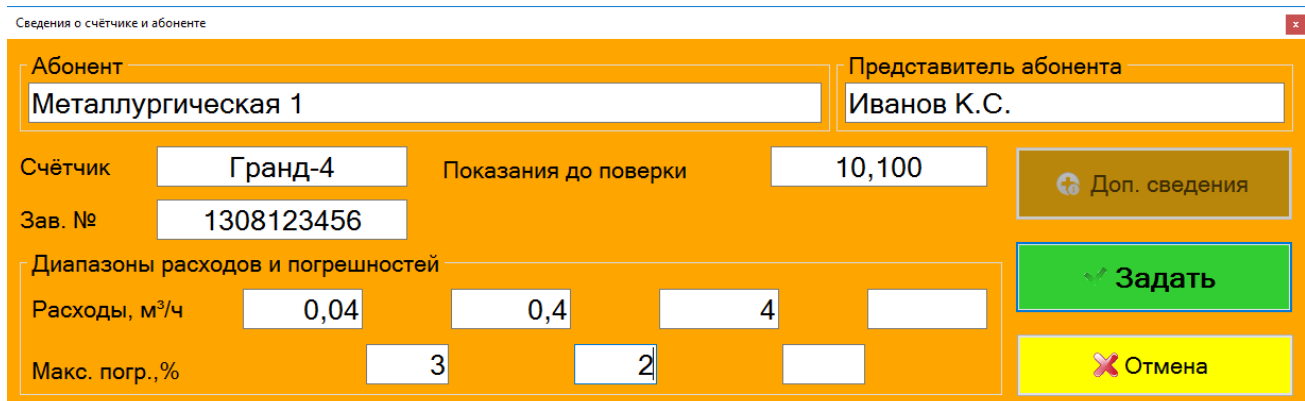 Сведения о счётчике и абоненте
x
Абонент
Представитель абонента
Металлургическая 1
Иванов К.С.
Счётчик
Гранд-4
Показания до поверки
10,100
Доп. сведения
Зав. №
1308123456
Диапазоны расходов и погрешностей
Задать
Расходы, м³/ч
0,04
0,4
4
Макс. погр.,%
3
2
Отмена